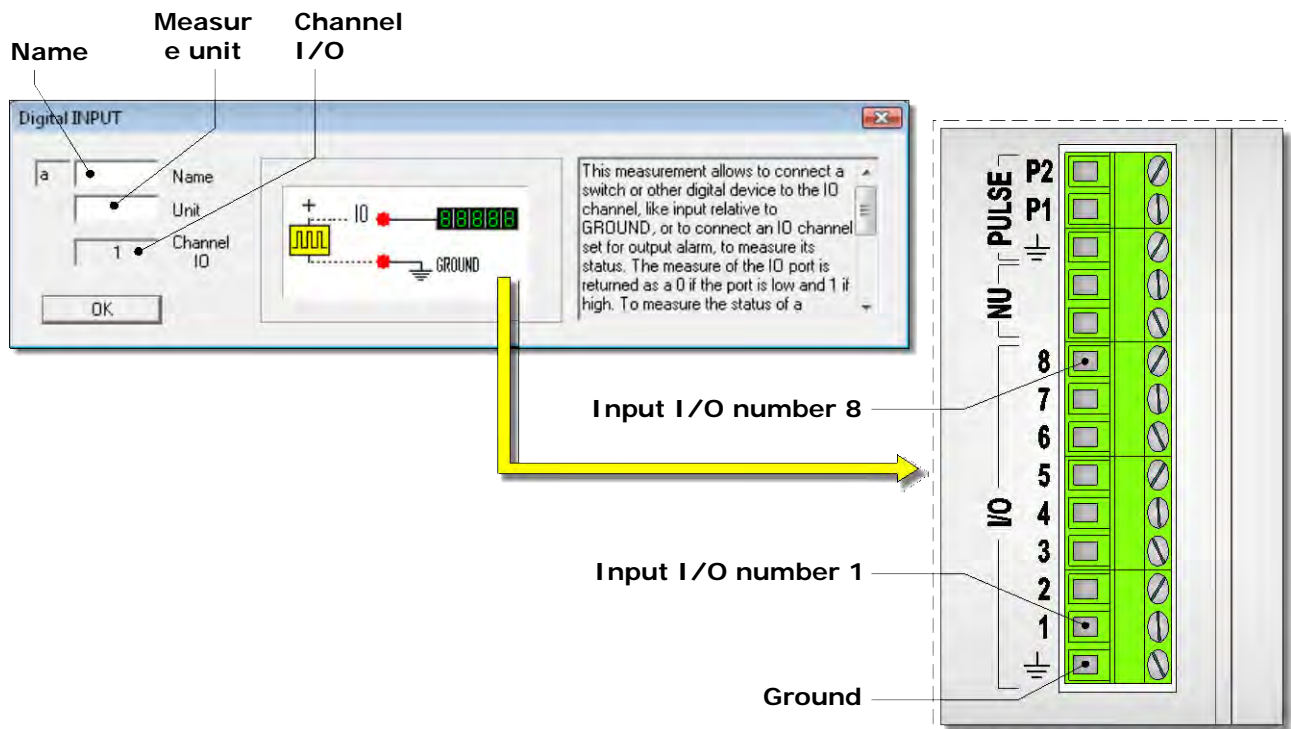 Name
Measur
e unit
Channel
I/O
Digital INPUT
a
Name
Unit
1
Channel
IO
OK
+
IO
88888
GROUND
This measurement allows to connect a
switch or other digital device to the IO
channel, like input relative to
GROUND, or to connect an IO channel
set for output alarm, to measure its
status. The measure of the IO port is
returned as a 0 if the port is low and 1 if
high. To measure the status of a
PULSE
P2
P1
NU
I/O
8
7
6
5
4
3
2
1
Input I/O number 8
Input I/O number 1
Ground